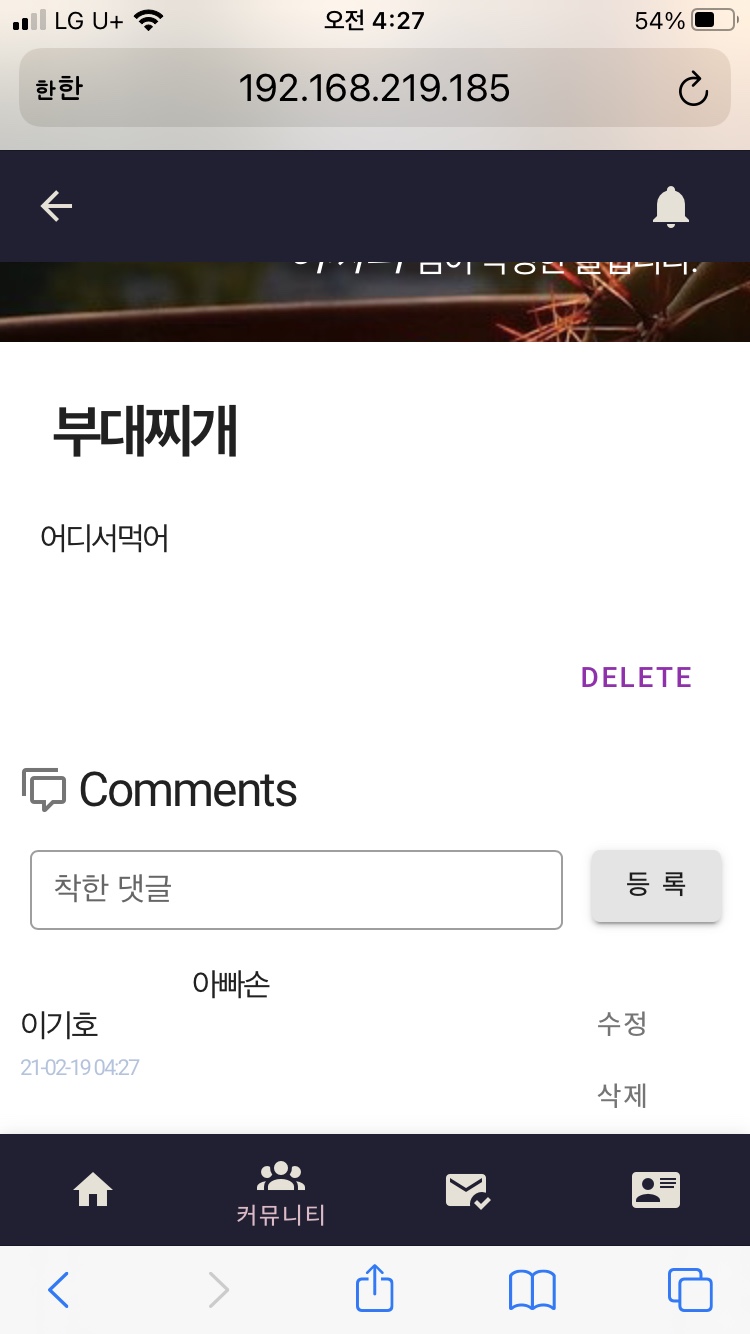 LG U+
오전 4:27
54%
한한
192.168.219.185
부대찌개
어디서먹어
DELETE
Comments
착한 댓글
등 록
아빠손
이기호
수정
21-02-19 04:27
삭제
커뮤니티